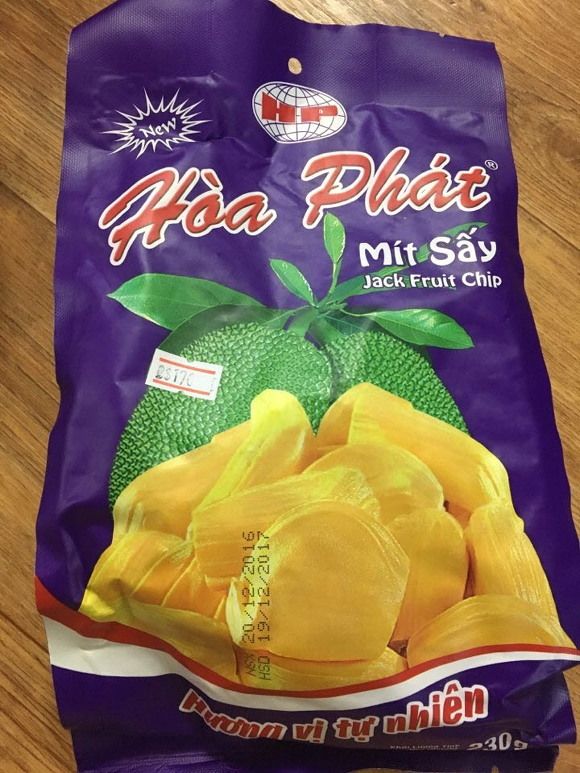 New
HP
Hòa Phát®
Mít Sấy
Jack Fruit Chip
NSX 20/12/2016
HSD 19/12/2017
Hương vị tự nhiên
230g